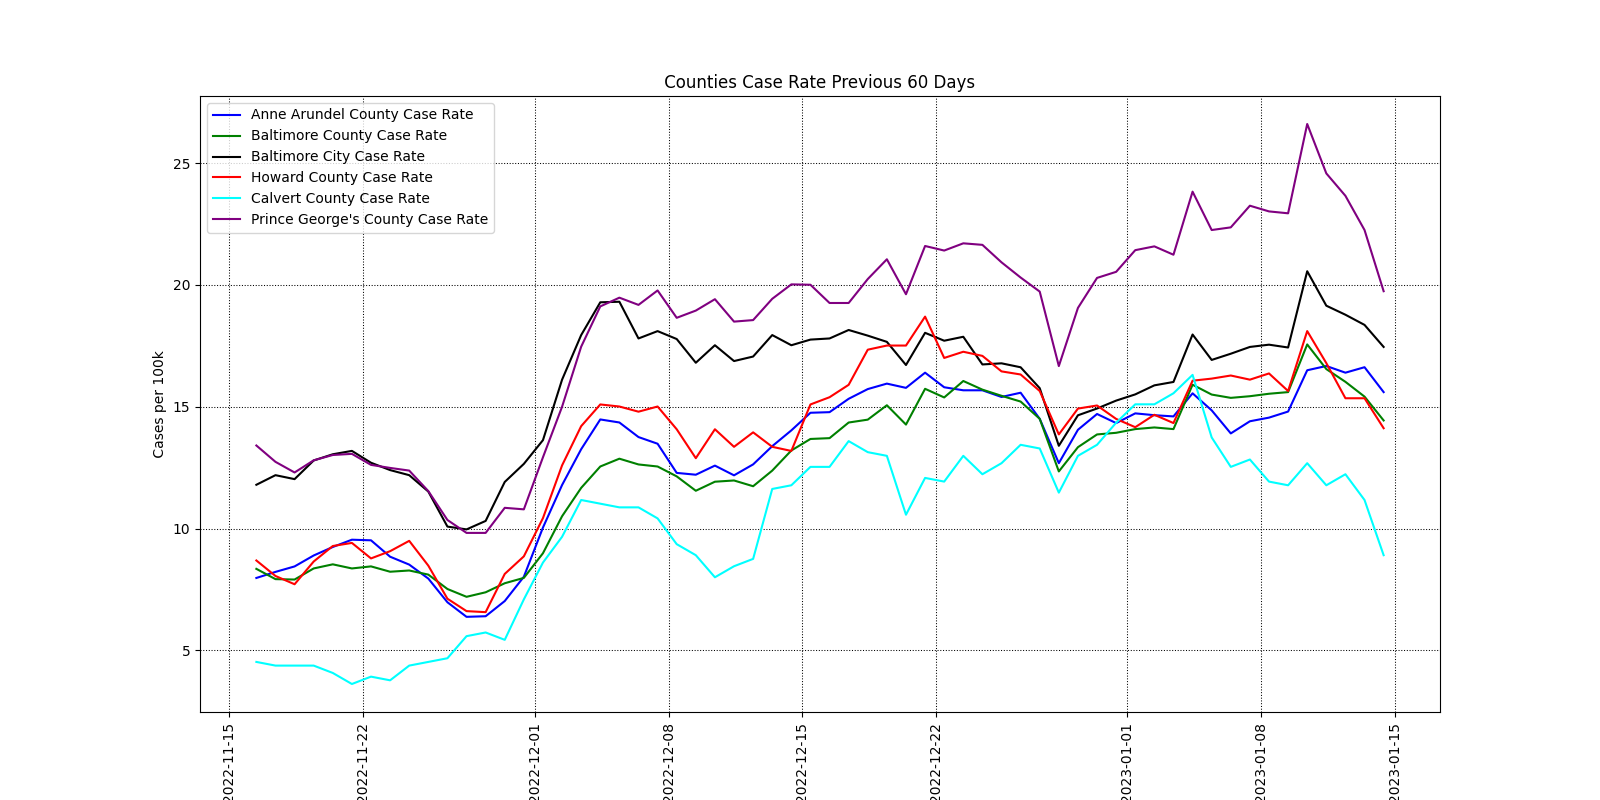 Counties Case Rate Previous 60 Days
Anne Arundel County Case Rate
Baltimore County Case Rate
Baltimore City Case Rate
Howard County Case Rate
Calvert County Case Rate
Prince George's County Case Rate
Cases per 100k
25
20
15
10
5
2022-11-15
2022-11-22
2022-12-01
2022-12-08
2022-12-15
2022-12-22
2023-01-01
2023-01-08
2023-01-15